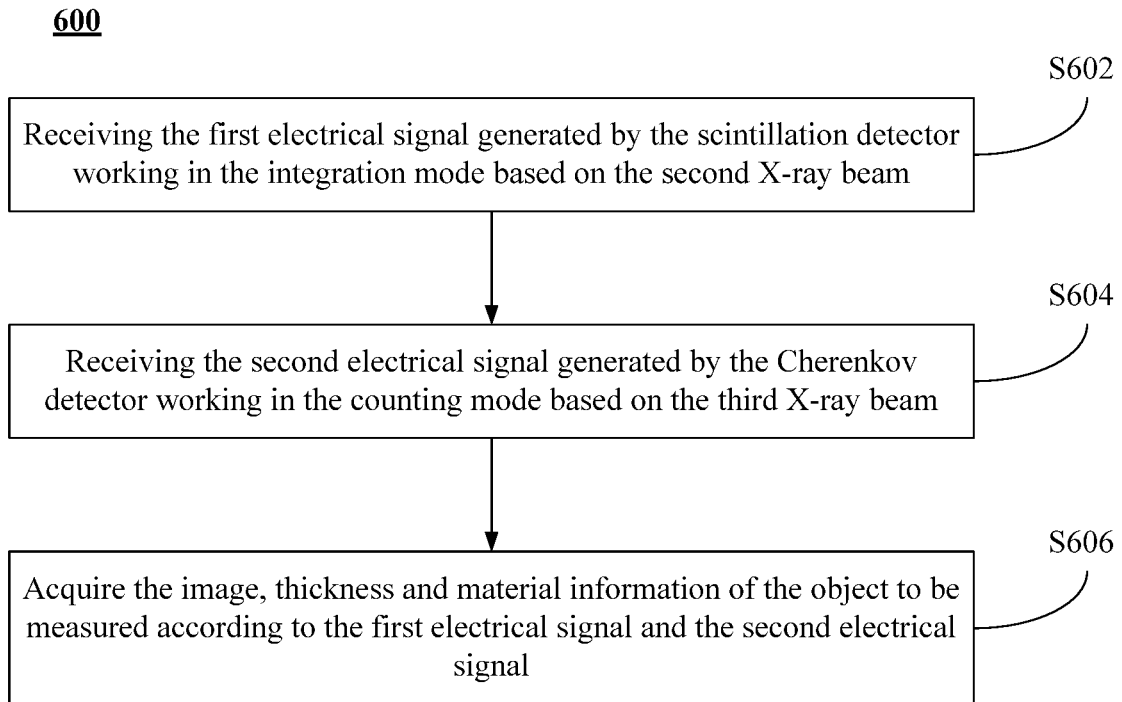 600
S602
Receiving the first electrical signal generated by the scintillation detector
working in the integration mode based on the second X-ray beam
S604
Receiving the second electrical signal generated by the Cherenkov
detector working in the counting mode based on the third X-ray beam
S606
Acquire the image, thickness and material information of the object to be
measured according to the first electrical signal and the second electrical
signal